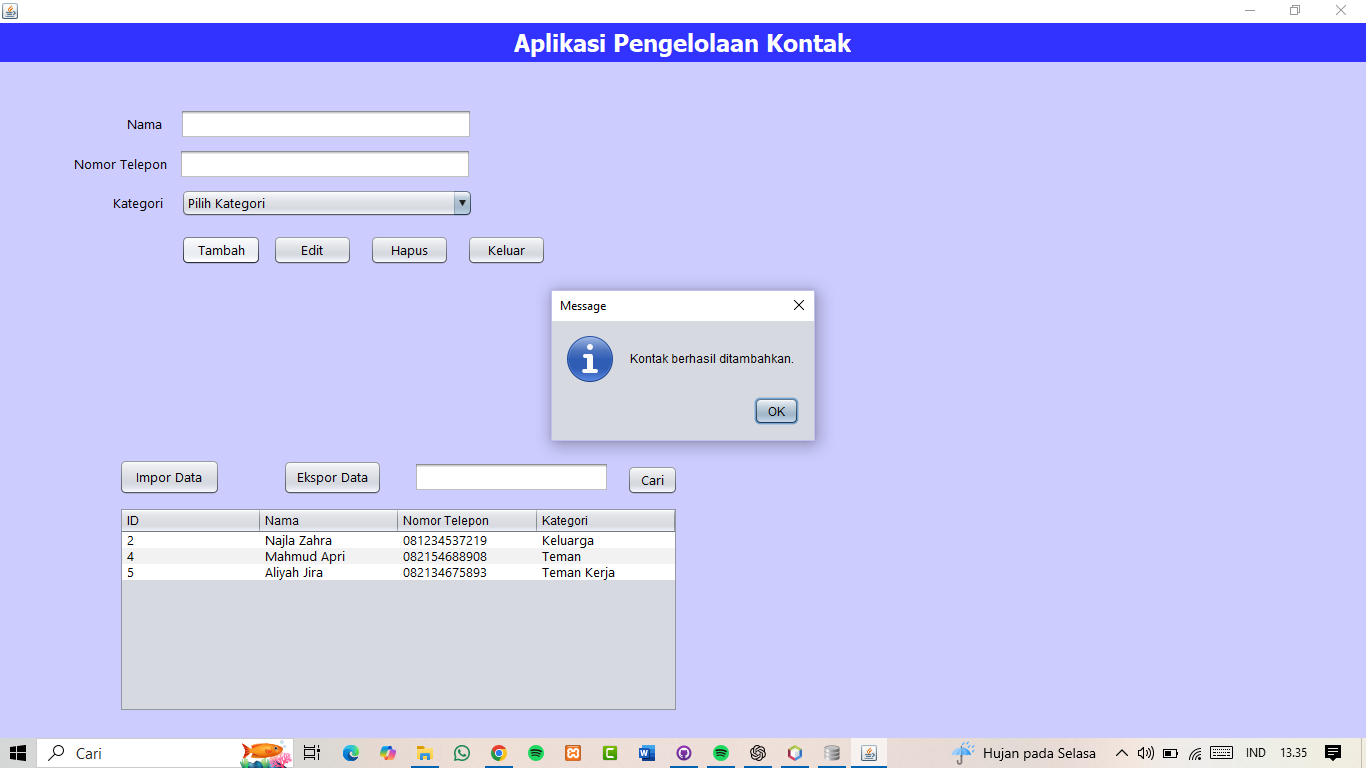 Aplikasi Pengelolaan Kontak
Nama
Nomor Telepon
Kategori Pilih Kategori
Tambah Edit Hapus Keluar
Message
Kontak berhasil ditambahkan.
OK
Impor Data Ekspor Data Cari
ID Nama Nomor Telepon Kategori
2 Najla Zahra 081234537219 Keluarga
4 Mahmud Apri 082154688908 Teman
5 Aliyah Jira 082134675893 Teman Kerja
Cari Hujan pada Selasa IND 13.35